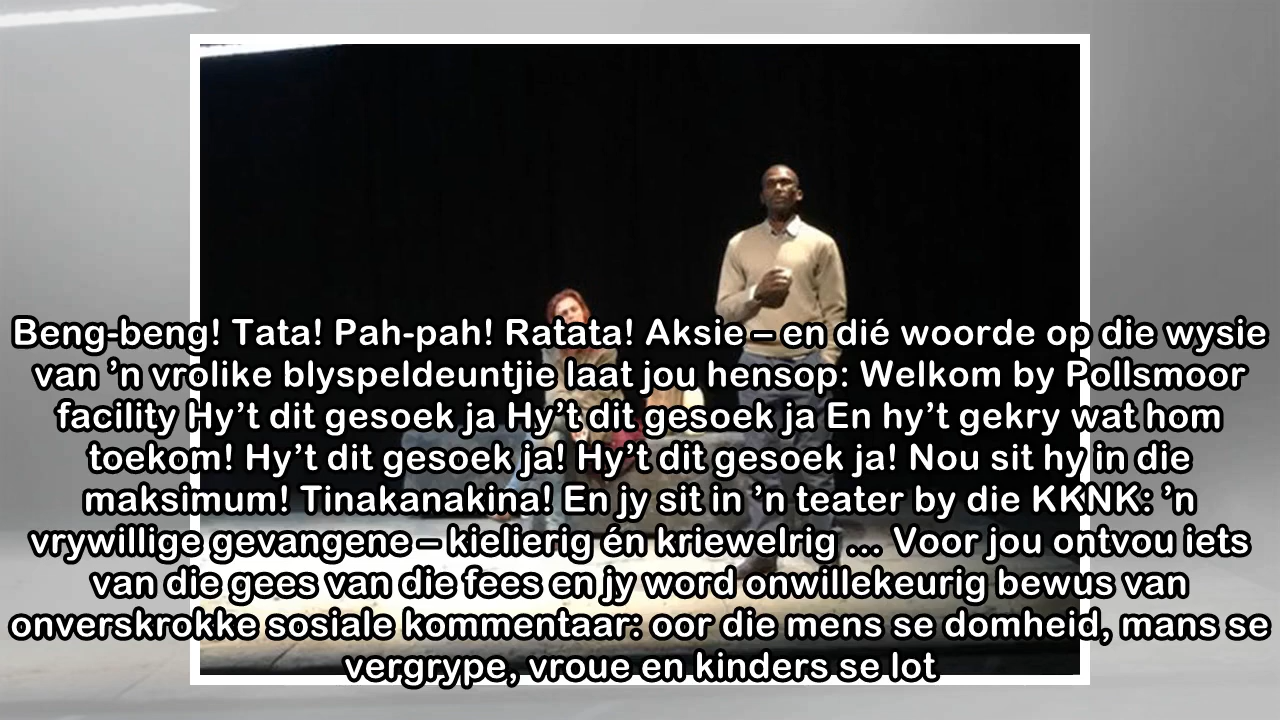 Beng-beng! Tata! Pah-pah! Ratata! Aksie – en dié woorde op die wysie
van ’n vrolike blyspeldeuntjie laat jou hensop: Welkom by Pollsmoor
facility Hy’t dit gesoek ja Hy’t dit gesoek ja En hy’t gekry wat hom
toekom! Hy’t dit gesoek ja! Hy’t dit gesoek ja! Nou sit hy in die
maksimum! Tinakanakina! En jy sit in ’n teater by die KKNK: ’n
vrywillige gevangene – kielierig én kriewelrig ... Voor jou ontvou iets
van die gees van die fees en jy word onwillekeurig bewus van
onverskrokke sosiale kommentaar: oor die mens se domheid, mans se
vergrype, vroue en kinders se lot